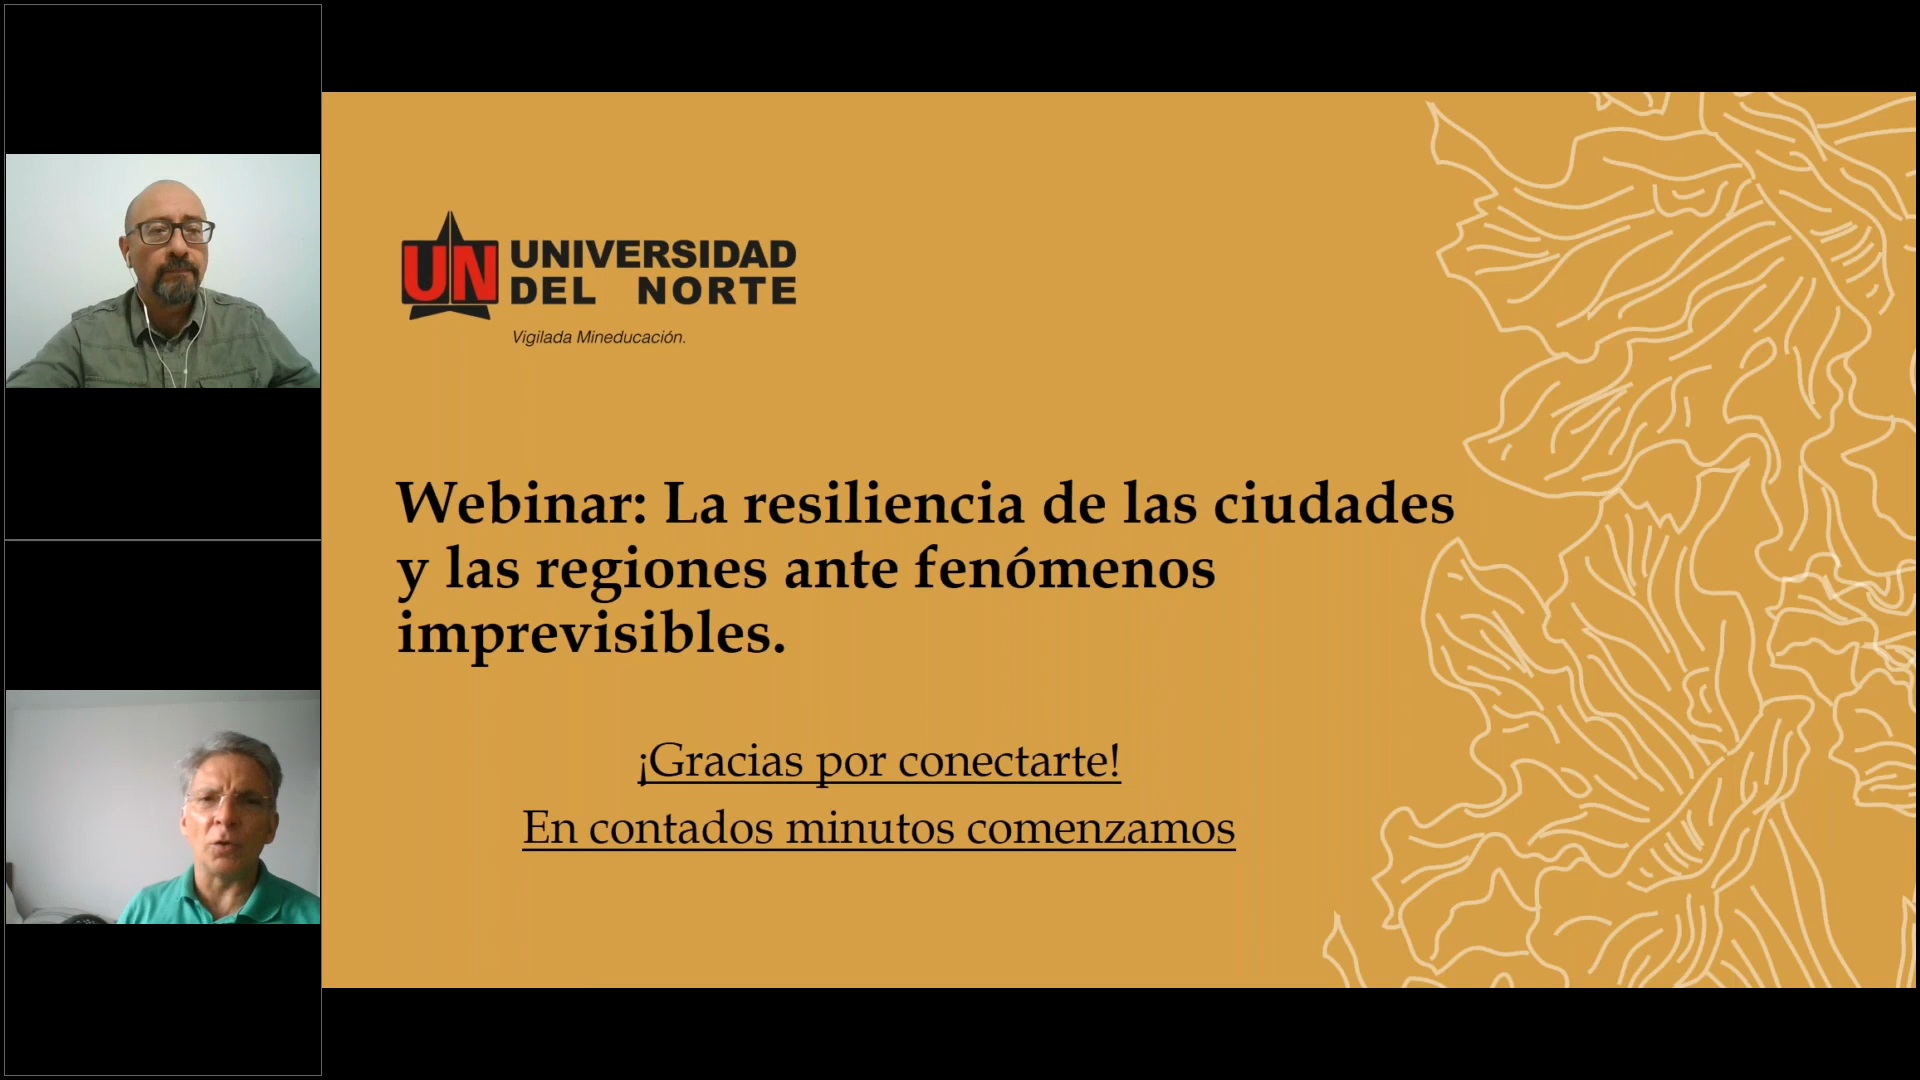 UN UNIVERSIDAD
DEL NORTE
Vigilada Mineducación.
Webinar: La resiliencia de las ciudades
y las regiones ante fenómenos
imprevisibles.
¡Gracias por conectarte!
En contados minutos comenzamos